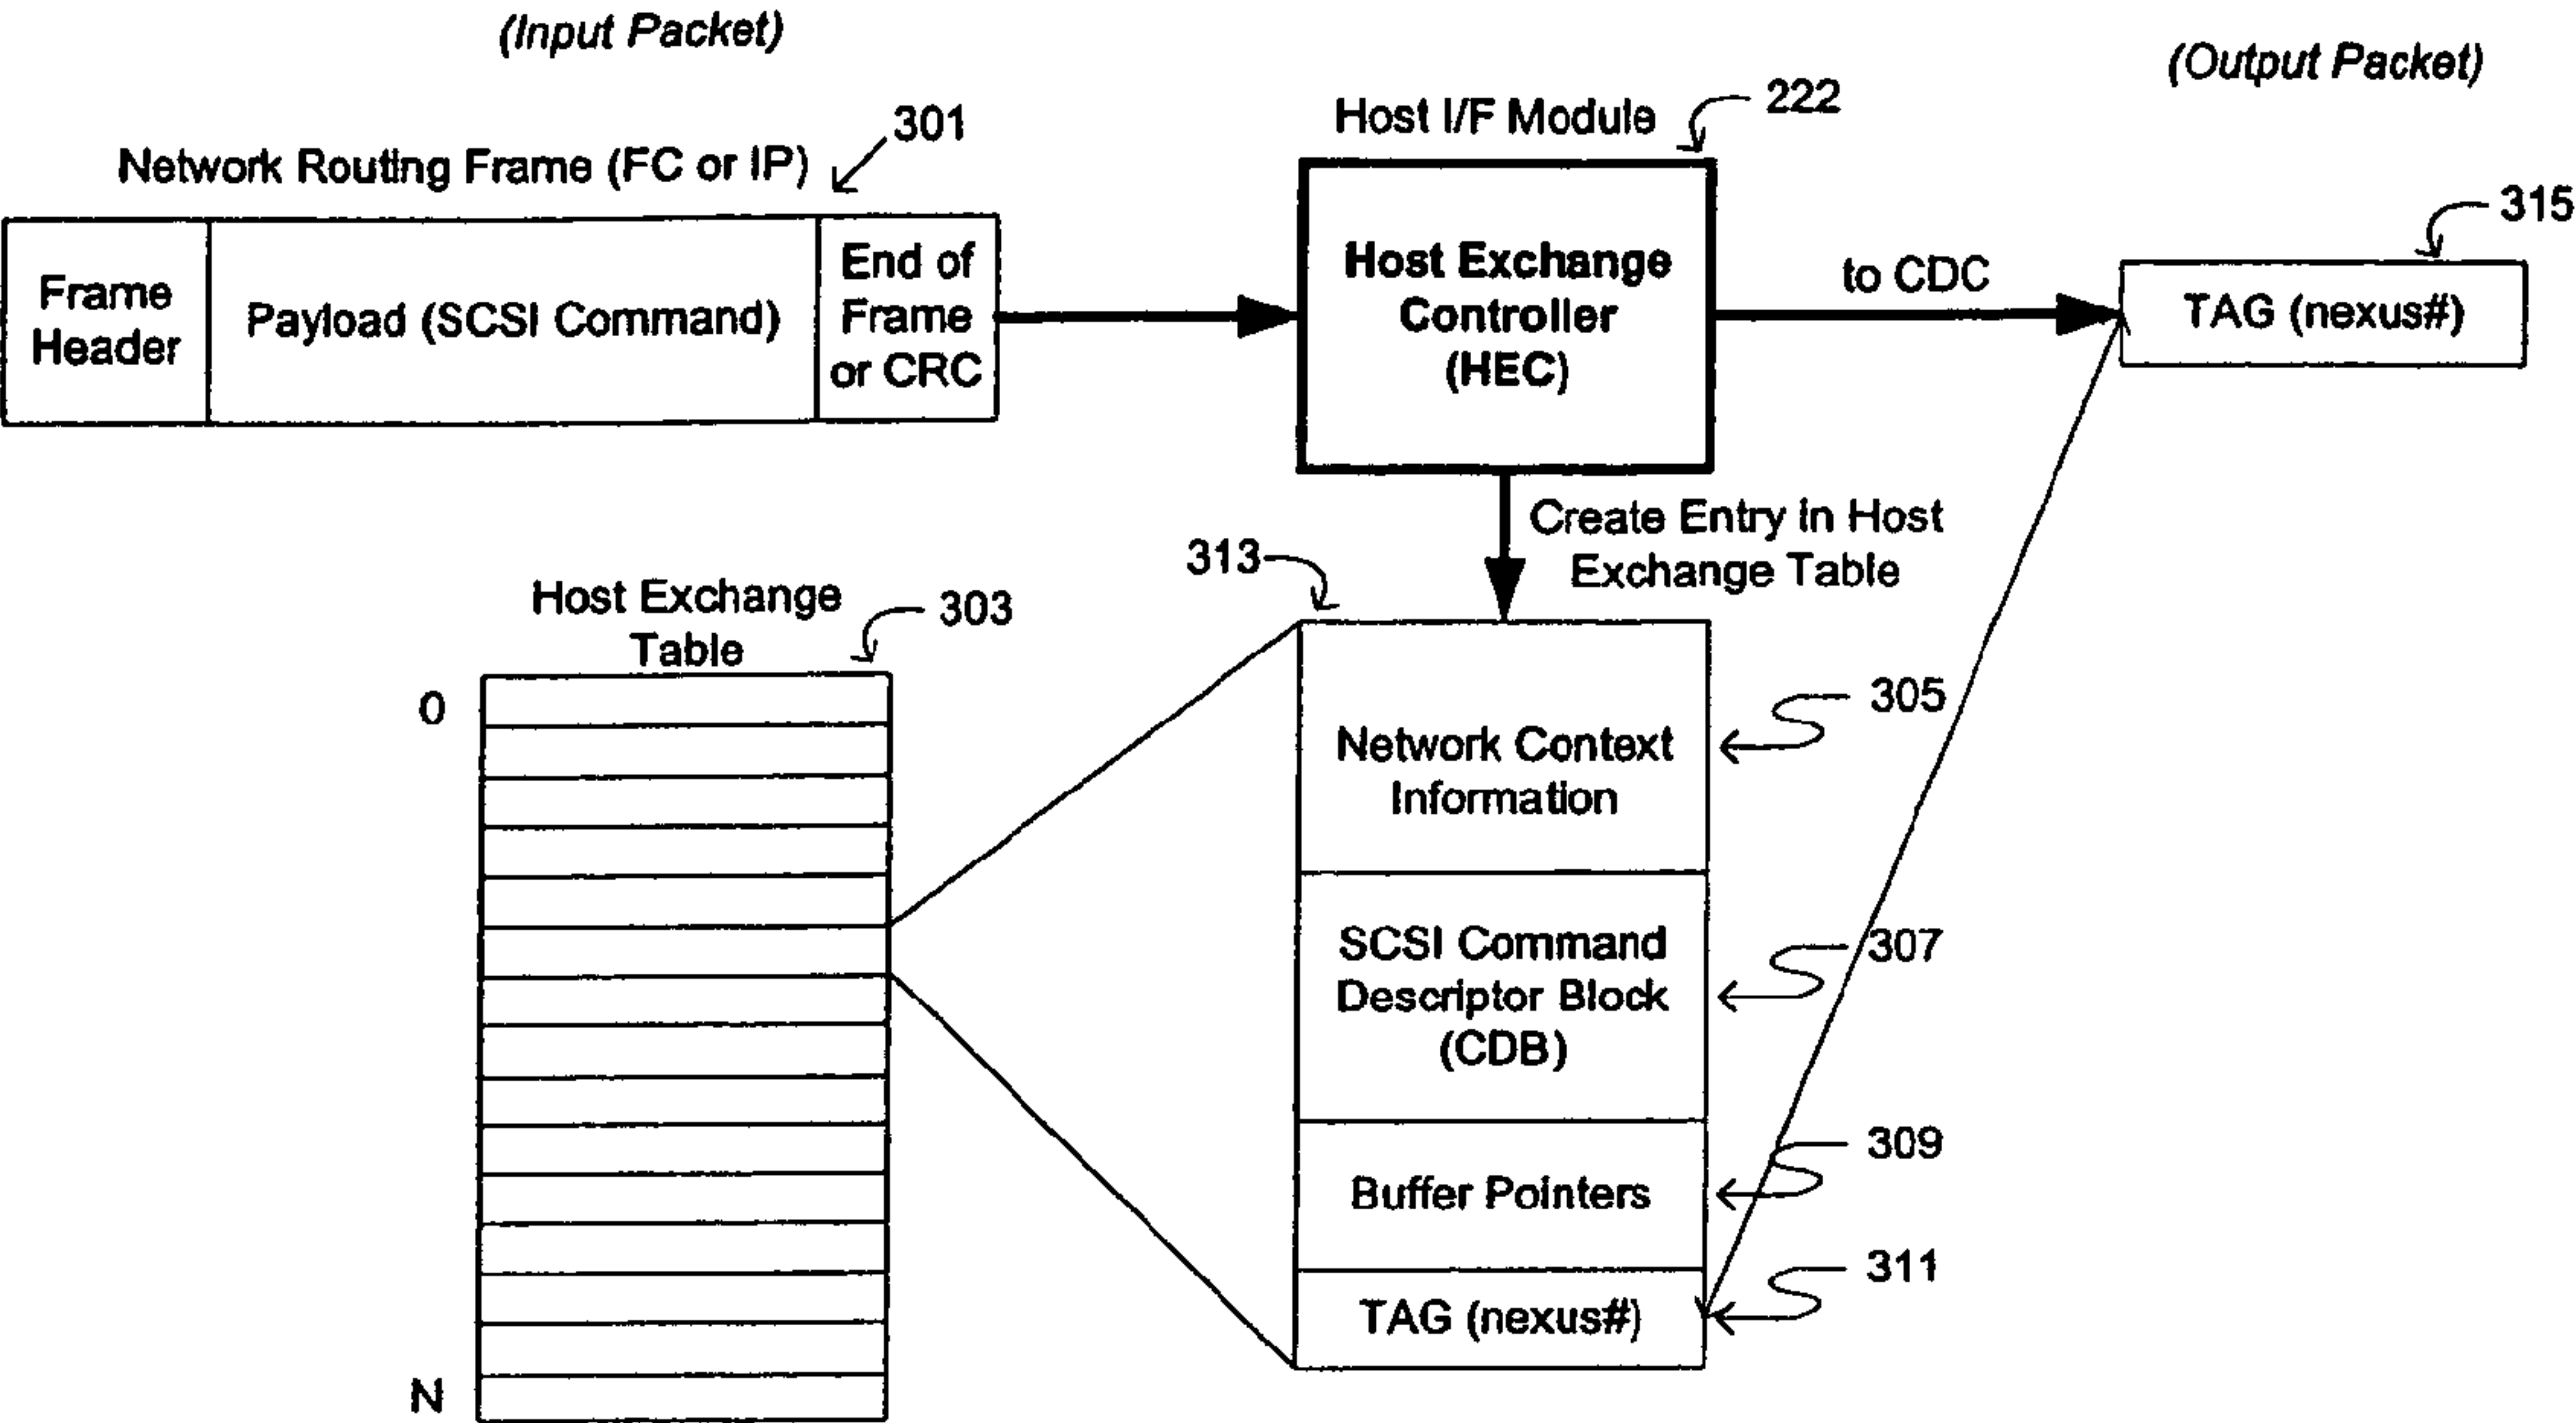 (Input Packet)
(Output Packet)
Host I/F Module
222
301
Network Routing Frame (FC or IP)
315
Frame
Header
Payload (SCSI Command)
End of
Frame
or CRC
Host Exchange
Controller
(HEC)
to CDC
TAG (nexus#)
Create Entry in Host
Exchange Table
313
Host Exchange
Table
303
0
N
Network Context
Information
305
SCSI Command
Descriptor Block
(CDB)
307
Buffer Pointers
309
TAG (nexus#)
311